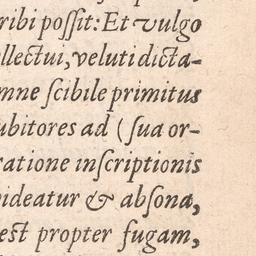 ribi poſſit: Et vulgo
llectui, veluti dicta-
mne ſcibile primitus
ubitores ad (ſua or-
ratione inſcriptionis
ideatur & abſona,
est propter fugam,